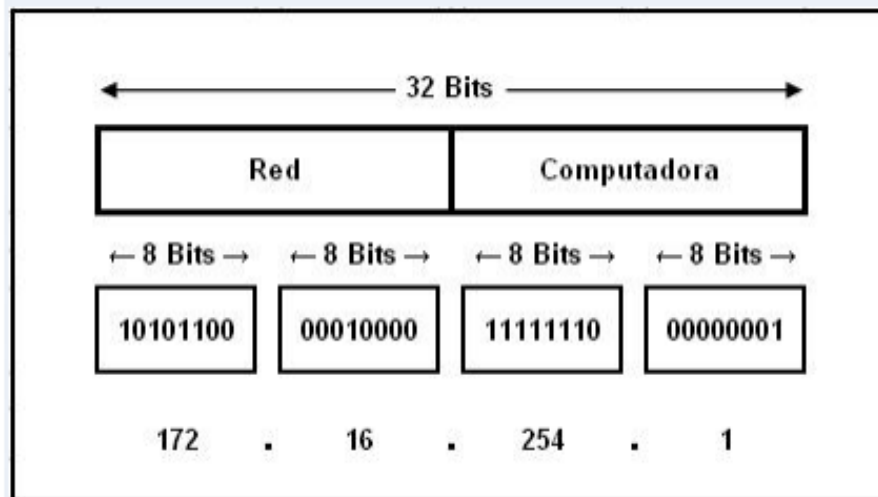 32 Bits
Red Computadora
← 8 Bits → ← 8 Bits → ← 8 Bits → ← 8 Bits →
10101100 00010000 11111110 00000001
172 . 16 . 254 . 1